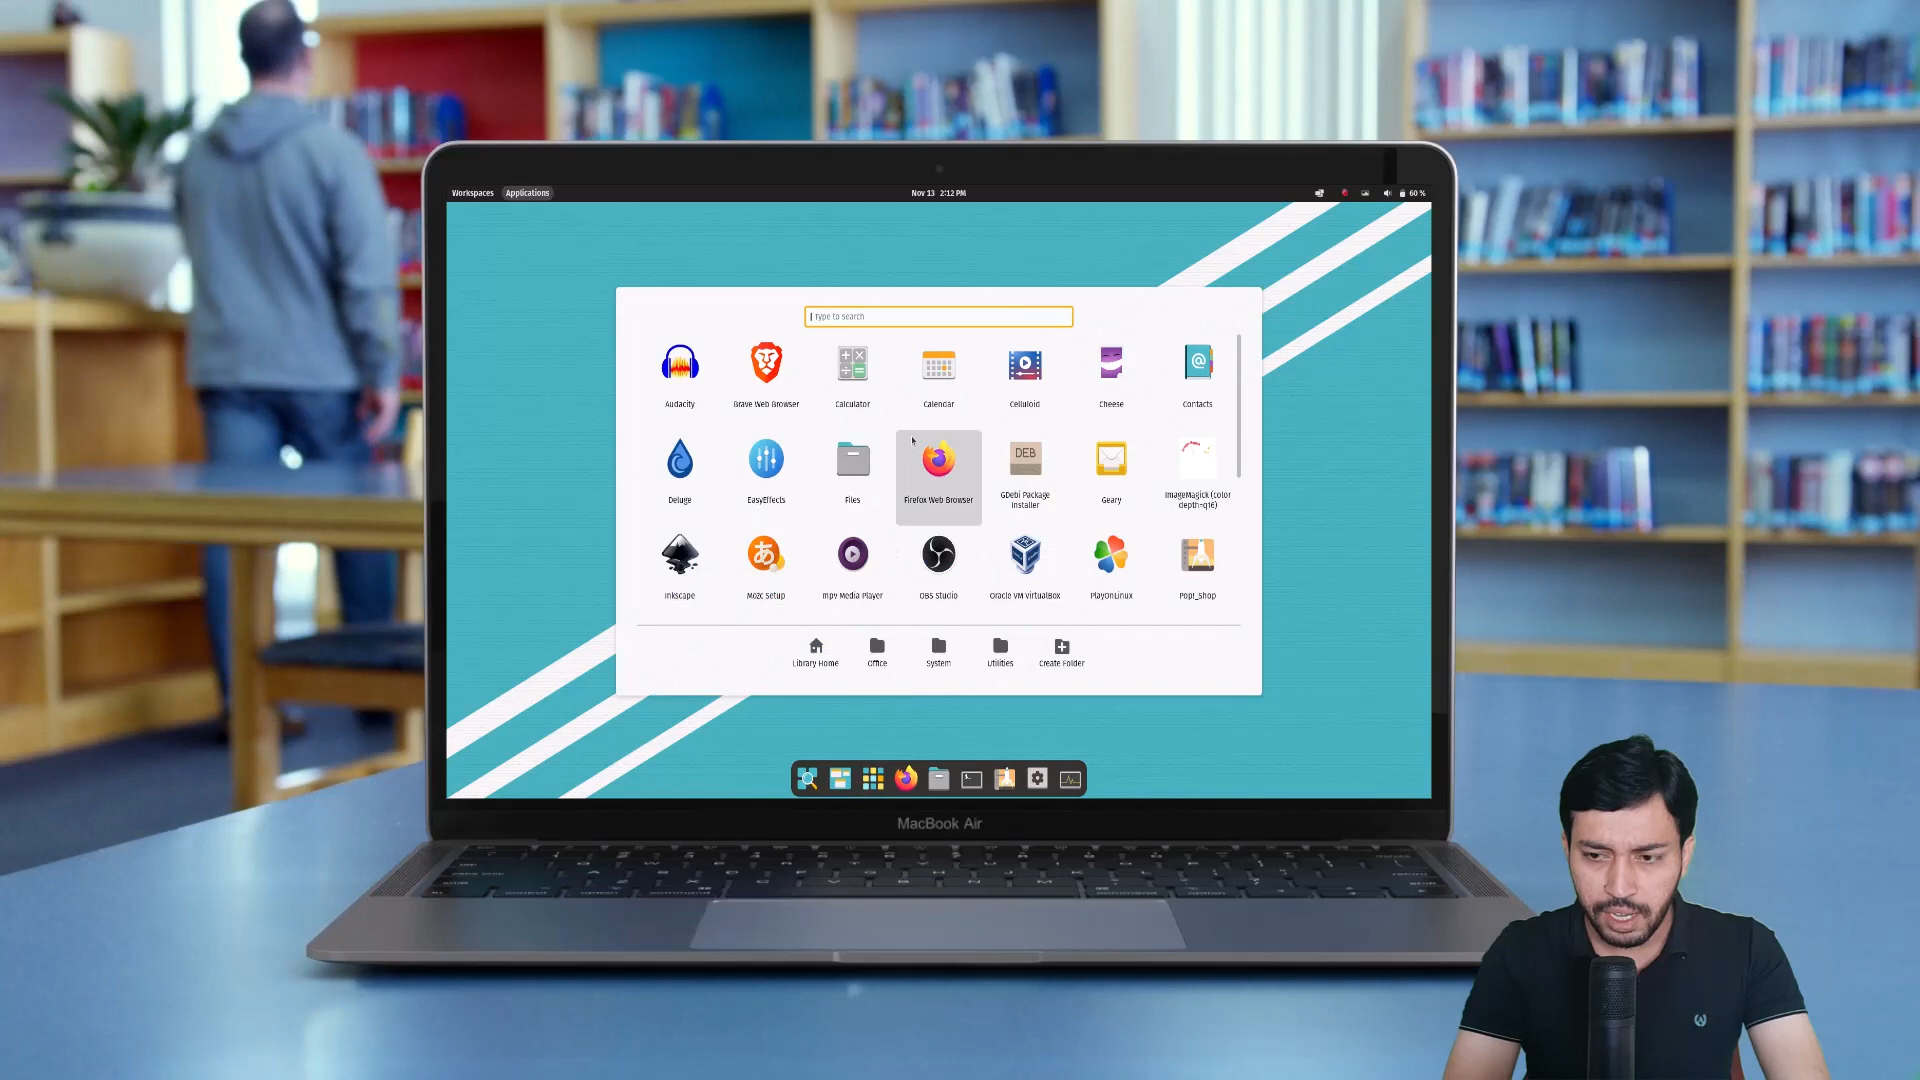 Workspaces Applications Nov 13 2:12 PM 60 %
Type to search
Audacity Brave Web Browser Calculator Calendar Celluloid Cheese Contacts
Deluge EasyEffects Files Firefox Web Browser GDebi Package Installer Geary ImageMagick (color depth=q16)
DEB
Inkscape Mozc Setup mpv Media Player OBS Studio Oracle VM VirtualBox PlayOnLinux Pop!_Shop
あ
Library Home Office System Utilities Create Folder
MacBook Air